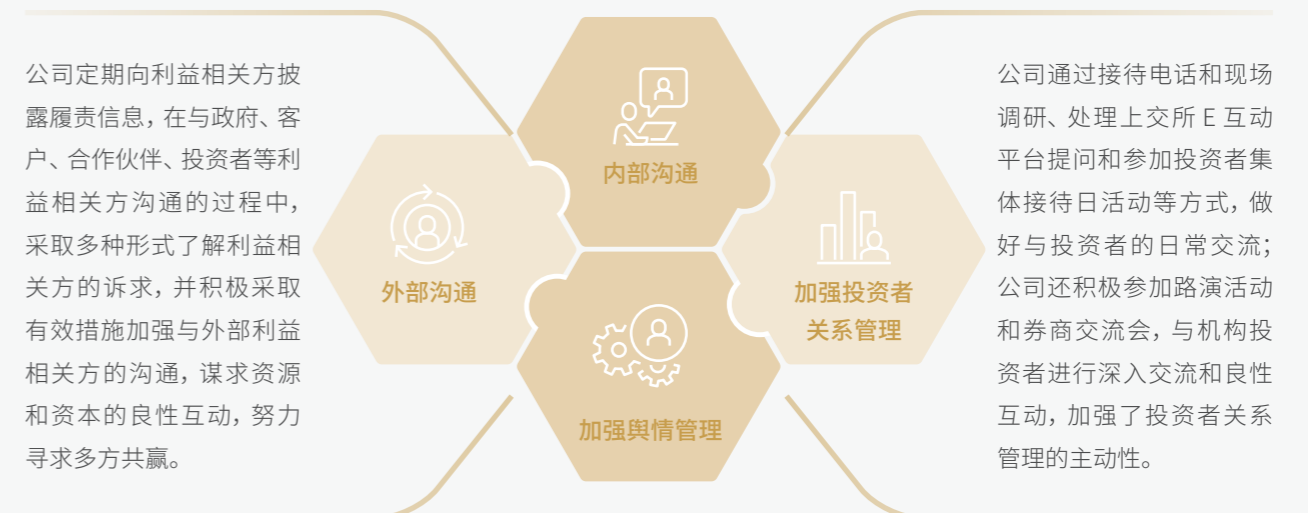 公司定期向利益相关方披
露履责信息，在与政府、客
户、合作伙伴、投资者等利
益相关方沟通的过程中，
采取多种形式了解利益相
关方的诉求，并积极采取
有效措施加强与外部利益
相关方的沟通，谋求资源
和资本的良性互动，努力
寻求多方共赢。
外部沟通
内部沟通
加强舆情管理
加强投资者
关系管理
公司通过接待电话和现场
调研、处理上交所 E 互动
平台提问和参加投资者集
体接待日活动等方式，做
好与投资者的日常交流；
公司还积极参加路演活动
和券商交流会，与机构投
资者进行深入交流和良性
互动，加强了投资者关系
管理的主动性。